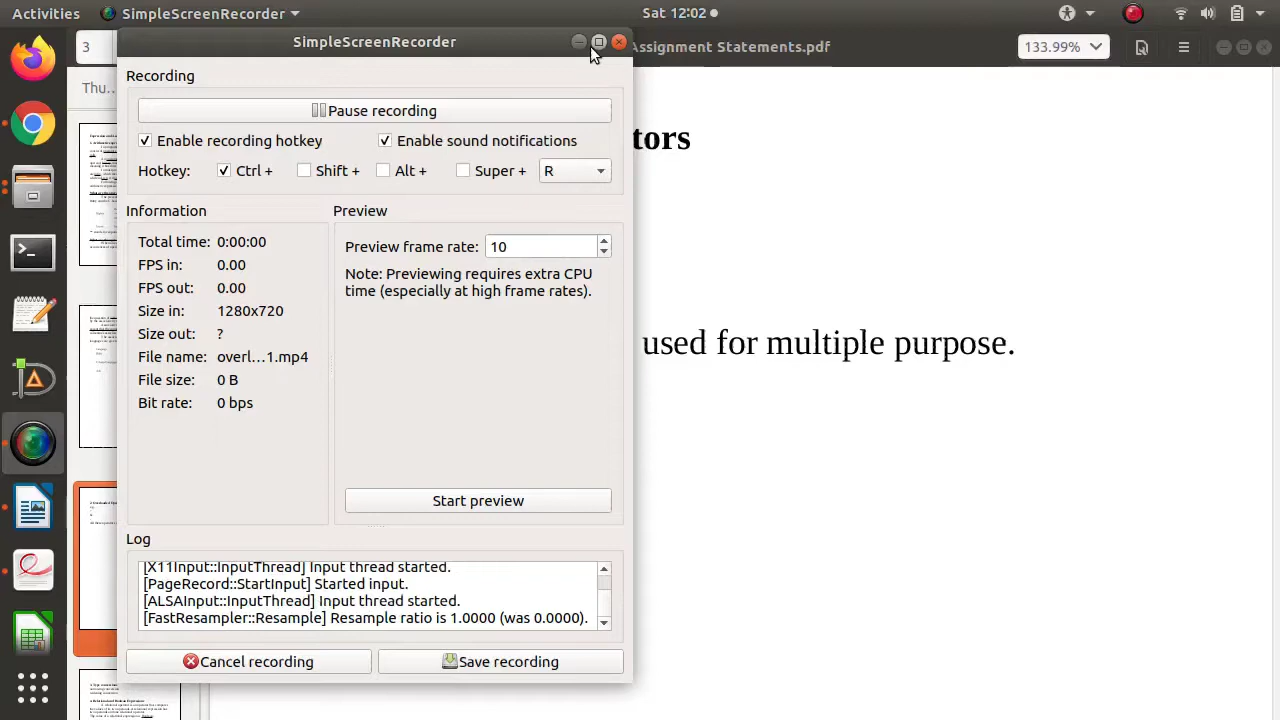 Activities SimpleScreenRecorder Sat 12:02
SimpleScreenRecorder
3 Assignment Statements.pdf 133.99%
Thu..
Recording
Pause recording
Enable recording hotkey Enable sound notifications
Hotkey: Ctrl + Shift + Alt + Super + R
Information
Total time: 0:00:00
FPS in: 0.00
FPS out: 0.00
Size in: 1280x720
Size out: ?
File name: overl…1.mp4
File size: 0 B
Bit rate: 0 bps
Preview
Preview frame rate: 10
Note: Previewing requires extra CPU
time (especially at high frame rates).
Start preview
Log
[X11Input::InputThread] Input thread started.
[PageRecord::StartInput] Started input.
[ALSAInput::InputThread] Input thread started.
[FastResampler::Resample] Resample ratio is 1.0000 (was 0.0000).
Cancel recording Save recording
tors
used for multiple purpose.